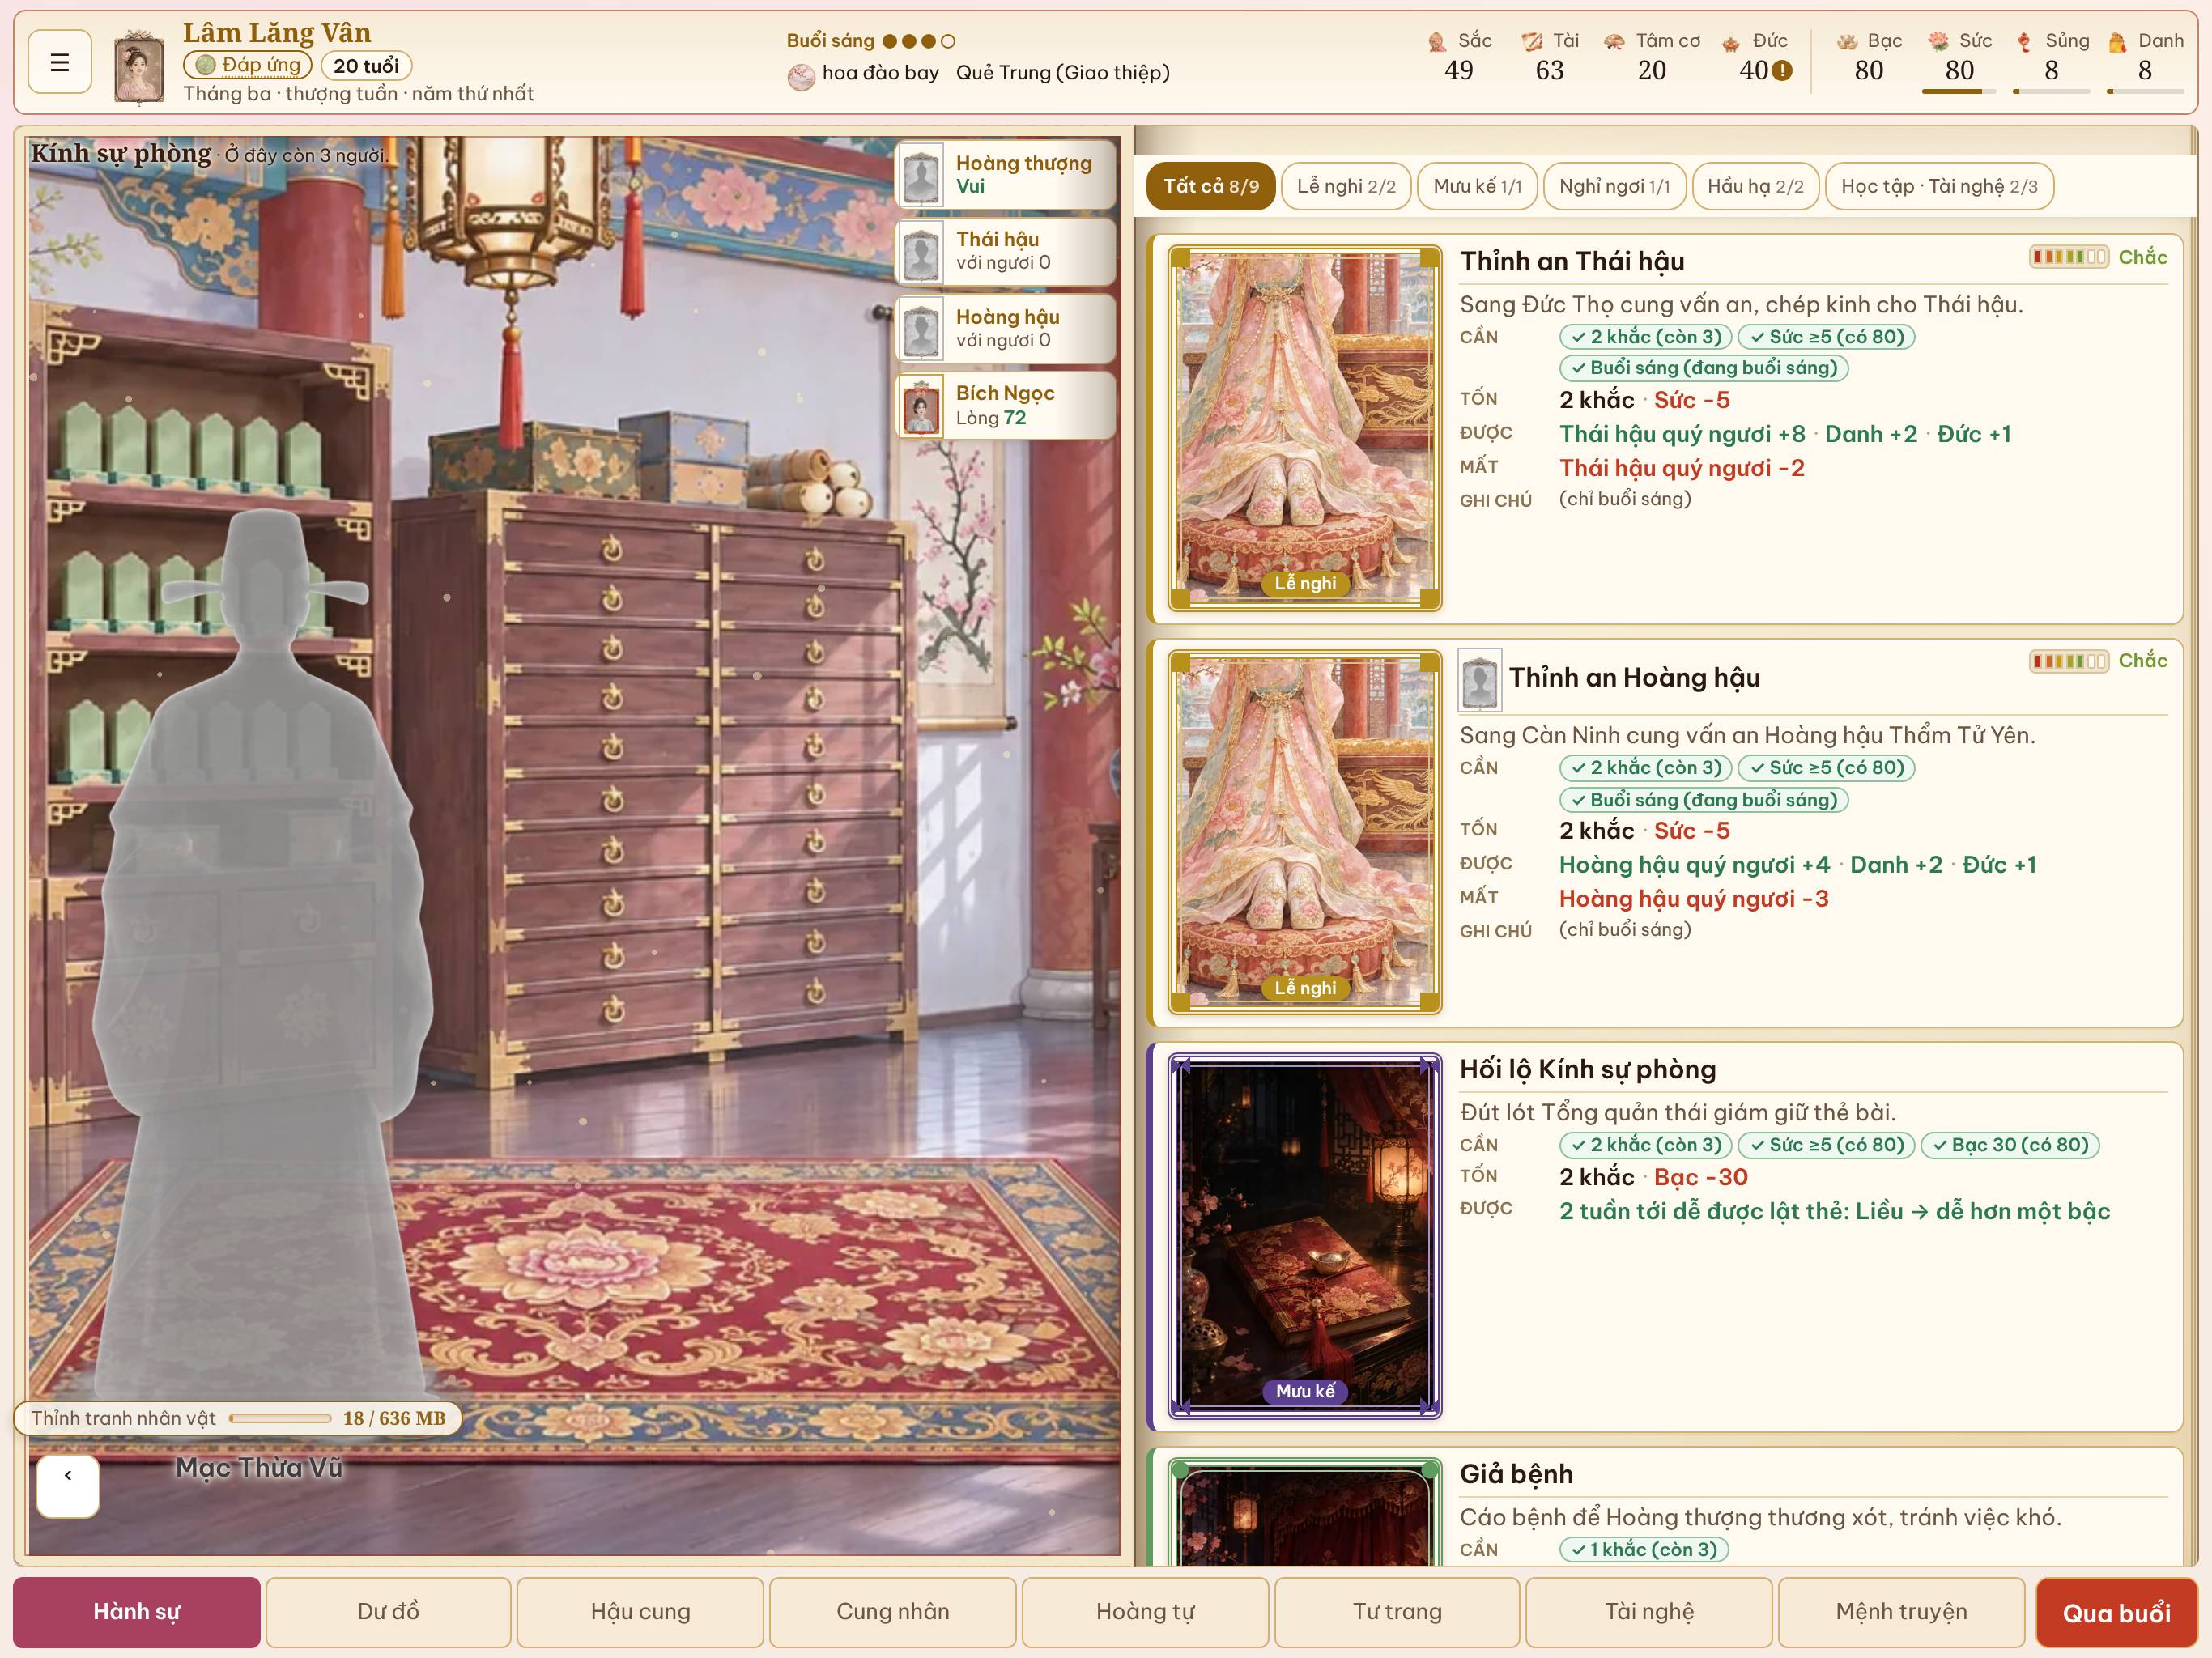 ☰
Lâm Lăng Vân
Đáp ứng
20 tuổi
Tháng ba · thượng tuần · năm thứ nhất
Buổi sáng
hoa đào bay Quẻ Trung (Giao thiệp)
Sắc
49
Tài
63
Tâm cơ
20
Đức
40 !
Bạc
80
Sức
80
Sủng
8
Danh
8
Kính sự phòng · Ở đây còn 3 người.
Hoàng thượng
Vui
Thái hậu
với ngươi 0
Hoàng hậu
với ngươi 0
Bích Ngọc
Lòng 72
Thỉnh tranh nhân vật 18 / 636 MB
‹
Mạc Thừa Vũ
Tất cả 8/9
Lễ nghi 2/2
Mưu kế 1/1
Nghỉ ngơi 1/1
Hầu hạ 2/2
Học tập · Tài nghệ 2/3
Thỉnh an Thái hậu
Chắc
Sang Đức Thọ cung vấn an, chép kinh cho Thái hậu.
CẦN ✓ 2 khắc (còn 3) ✓ Sức ≥5 (có 80)
✓ Buổi sáng (đang buổi sáng)
TỐN 2 khắc · Sức -5
ĐƯỢC Thái hậu quý ngươi +8 · Danh +2 · Đức +1
MẤT Thái hậu quý ngươi -2
GHI CHÚ (chỉ buổi sáng)
Lễ nghi
Thỉnh an Hoàng hậu
Chắc
Sang Càn Ninh cung vấn an Hoàng hậu Thẩm Tử Yên.
CẦN ✓ 2 khắc (còn 3) ✓ Sức ≥5 (có 80)
✓ Buổi sáng (đang buổi sáng)
TỐN 2 khắc · Sức -5
ĐƯỢC Hoàng hậu quý ngươi +4 · Danh +2 · Đức +1
MẤT Hoàng hậu quý ngươi -3
GHI CHÚ (chỉ buổi sáng)
Lễ nghi
Hối lộ Kính sự phòng
Đút lót Tổng quản thái giám giữ thẻ bài.
CẦN ✓ 2 khắc (còn 3) ✓ Sức ≥5 (có 80) ✓ Bạc 30 (có 80)
TỐN 2 khắc · Bạc -30
ĐƯỢC 2 tuần tới dễ được lật thẻ: Liều → dễ hơn một bậc
Mưu kế
Giả bệnh
Cáo bệnh để Hoàng thượng thương xót, tránh việc khó.
CẦN ✓ 1 khắc (còn 3)
Hành sự
Dư đồ
Hậu cung
Cung nhân
Hoàng tự
Tư trang
Tài nghệ
Mệnh truyện
Qua buổi